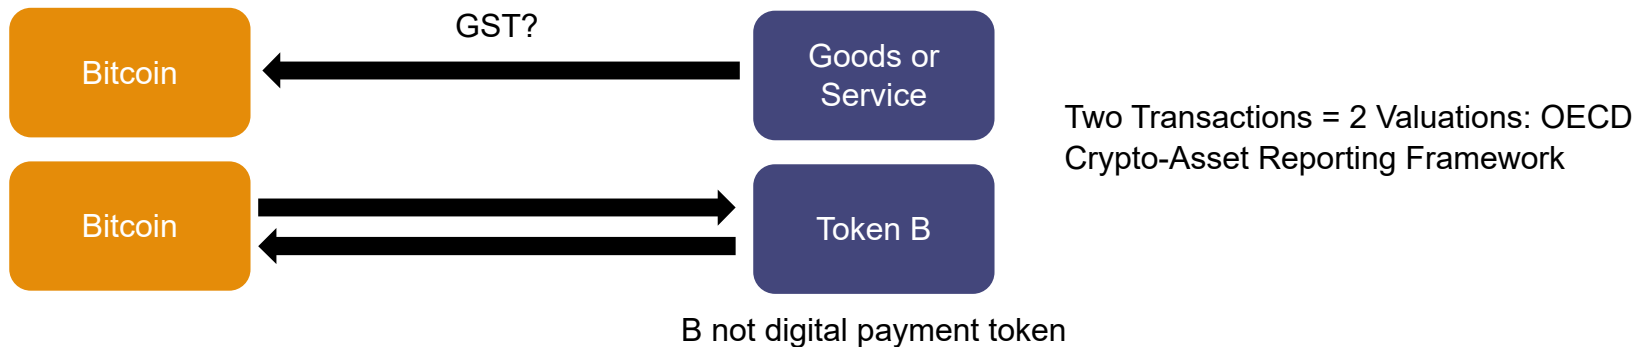 GST?
Bitcoin
Goods or
Service
Two Transactions = 2 Valuations: OECD
Crypto-Asset Reporting Framework
Bitcoin
Token B
B not digital payment token